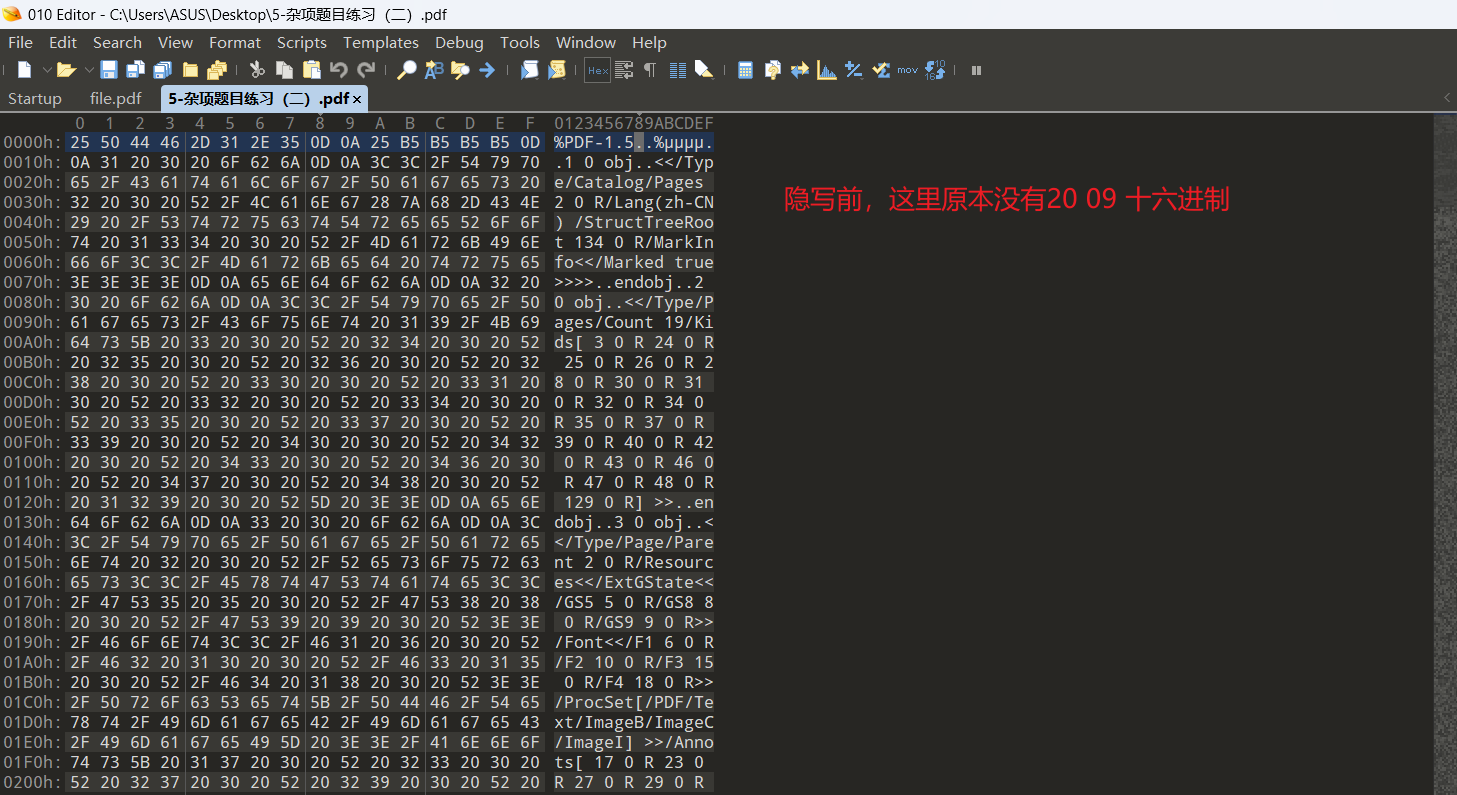 010 Editor - C:\Users\ASUS\Desktop\5-杂项题目练习（二）.pdf
File Edit Search View Format Scripts Templates Debug Tools Window Help
Hex mov
Startup file.pdf 5-杂项题目练习（二）.pdf ×
0 1 2 3 4 5 6 7 8 9 A B C D E F 0123456789ABCDEF
0000h: 25 50 44 46 2D 31 2E 35 0D 0A 25 B5 B5 B5 B5 0D %PDF-1.5..%µµµµ.
0010h: 0A 31 20 30 20 6F 62 6A 0D 0A 3C 3C 2F 54 79 70 .1 0 obj..<</Typ
0020h: 65 2F 43 61 74 61 6C 6F 67 2F 50 61 67 65 73 20 e/Catalog/Pages
0030h: 32 20 30 20 52 2F 4C 61 6E 67 28 7A 68 2D 43 4E 2 0 R/Lang(zh-CN
隐写前，这里原本没有20 09 十六进制
0040h: 29 20 2F 53 74 72 75 63 74 54 72 65 65 52 6F 6F ) /StructTreeRoo
0050h: 74 20 31 33 34 20 30 20 52 2F 4D 61 72 6B 49 6E t 134 0 R/MarkIn
0060h: 66 6F 3C 3C 2F 4D 61 72 6B 65 64 20 74 72 75 65 fo<</Marked true
0070h: 3E 3E 3E 3E 0D 0A 65 6E 64 6F 62 6A 0D 0A 32 20 >>>>..endobj..2
0080h: 30 20 6F 62 6A 0D 0A 3C 3C 2F 54 79 70 65 2F 50 0 obj..<</Type/P
0090h: 61 67 65 73 2F 43 6F 75 6E 74 20 31 39 2F 4B 69 ages/Count 19/Ki
00A0h: 64 73 5B 20 33 20 30 20 52 20 32 34 20 30 20 52 ds[ 3 0 R 24 0 R
00B0h: 20 32 35 20 30 20 52 20 32 36 20 30 20 52 20 32 25 0 R 26 0 R 2
00C0h: 38 20 30 20 52 20 33 30 20 30 20 52 20 33 31 20 8 0 R 30 0 R 31
00D0h: 30 20 52 20 33 32 20 30 20 52 20 33 34 20 30 20 0 R 32 0 R 34 0
00E0h: 52 20 33 35 20 30 20 52 20 33 37 20 30 20 52 20 R 35 0 R 37 0 R
00F0h: 33 39 20 30 20 52 20 34 30 20 30 20 52 20 34 32 39 0 R 40 0 R 42
0100h: 20 30 20 52 20 34 33 20 30 20 52 20 34 36 20 30 0 R 43 0 R 46 0
0110h: 20 52 20 34 37 20 30 20 52 20 34 38 20 30 20 52 R 47 0 R 48 0 R
0120h: 20 31 32 39 20 30 20 52 5D 20 3E 3E 0D 0A 65 6E 129 0 R] >>..en
0130h: 64 6F 62 6A 0D 0A 33 20 30 20 6F 62 6A 0D 0A 3C dobj..3 0 obj..<
0140h: 3C 2F 54 79 70 65 2F 50 61 67 65 2F 50 61 72 65 </Type/Page/Pare
0150h: 6E 74 20 32 20 30 20 52 2F 52 65 73 6F 75 72 63 nt 2 0 R/Resourc
0160h: 65 73 3C 3C 2F 45 78 74 47 53 74 61 74 65 3C 3C es<</ExtGState<<
0170h: 2F 47 53 35 20 35 20 30 20 52 2F 47 53 38 20 38 /GS5 5 0 R/GS8 8
0180h: 20 30 20 52 2F 47 53 39 20 39 20 30 20 52 3E 3E 0 R/GS9 9 0 R>>
0190h: 2F 46 6F 6E 74 3C 3C 2F 46 31 20 36 20 30 20 52 /Font<</F1 6 0 R
01A0h: 2F 46 32 20 31 30 20 30 20 52 2F 46 33 20 31 35 /F2 10 0 R/F3 15
01B0h: 20 30 20 52 2F 46 34 20 31 38 20 30 20 52 3E 3E 0 R/F4 18 0 R>>
01C0h: 2F 50 72 6F 63 53 65 74 5B 2F 50 44 46 2F 54 65 /ProcSet[/PDF/Te
01D0h: 78 74 2F 49 6D 61 67 65 42 2F 49 6D 61 67 65 43 xt/ImageB/ImageC
01E0h: 2F 49 6D 61 67 65 49 5D 20 3E 3E 2F 41 6E 6E 6F /ImageI] >>/Anno
01F0h: 74 73 5B 20 31 37 20 30 20 52 20 32 33 20 30 20 ts[ 17 0 R 23 0
0200h: 52 20 32 37 20 30 20 52 20 32 39 20 30 20 52 20 R 27 0 R 29 0 R